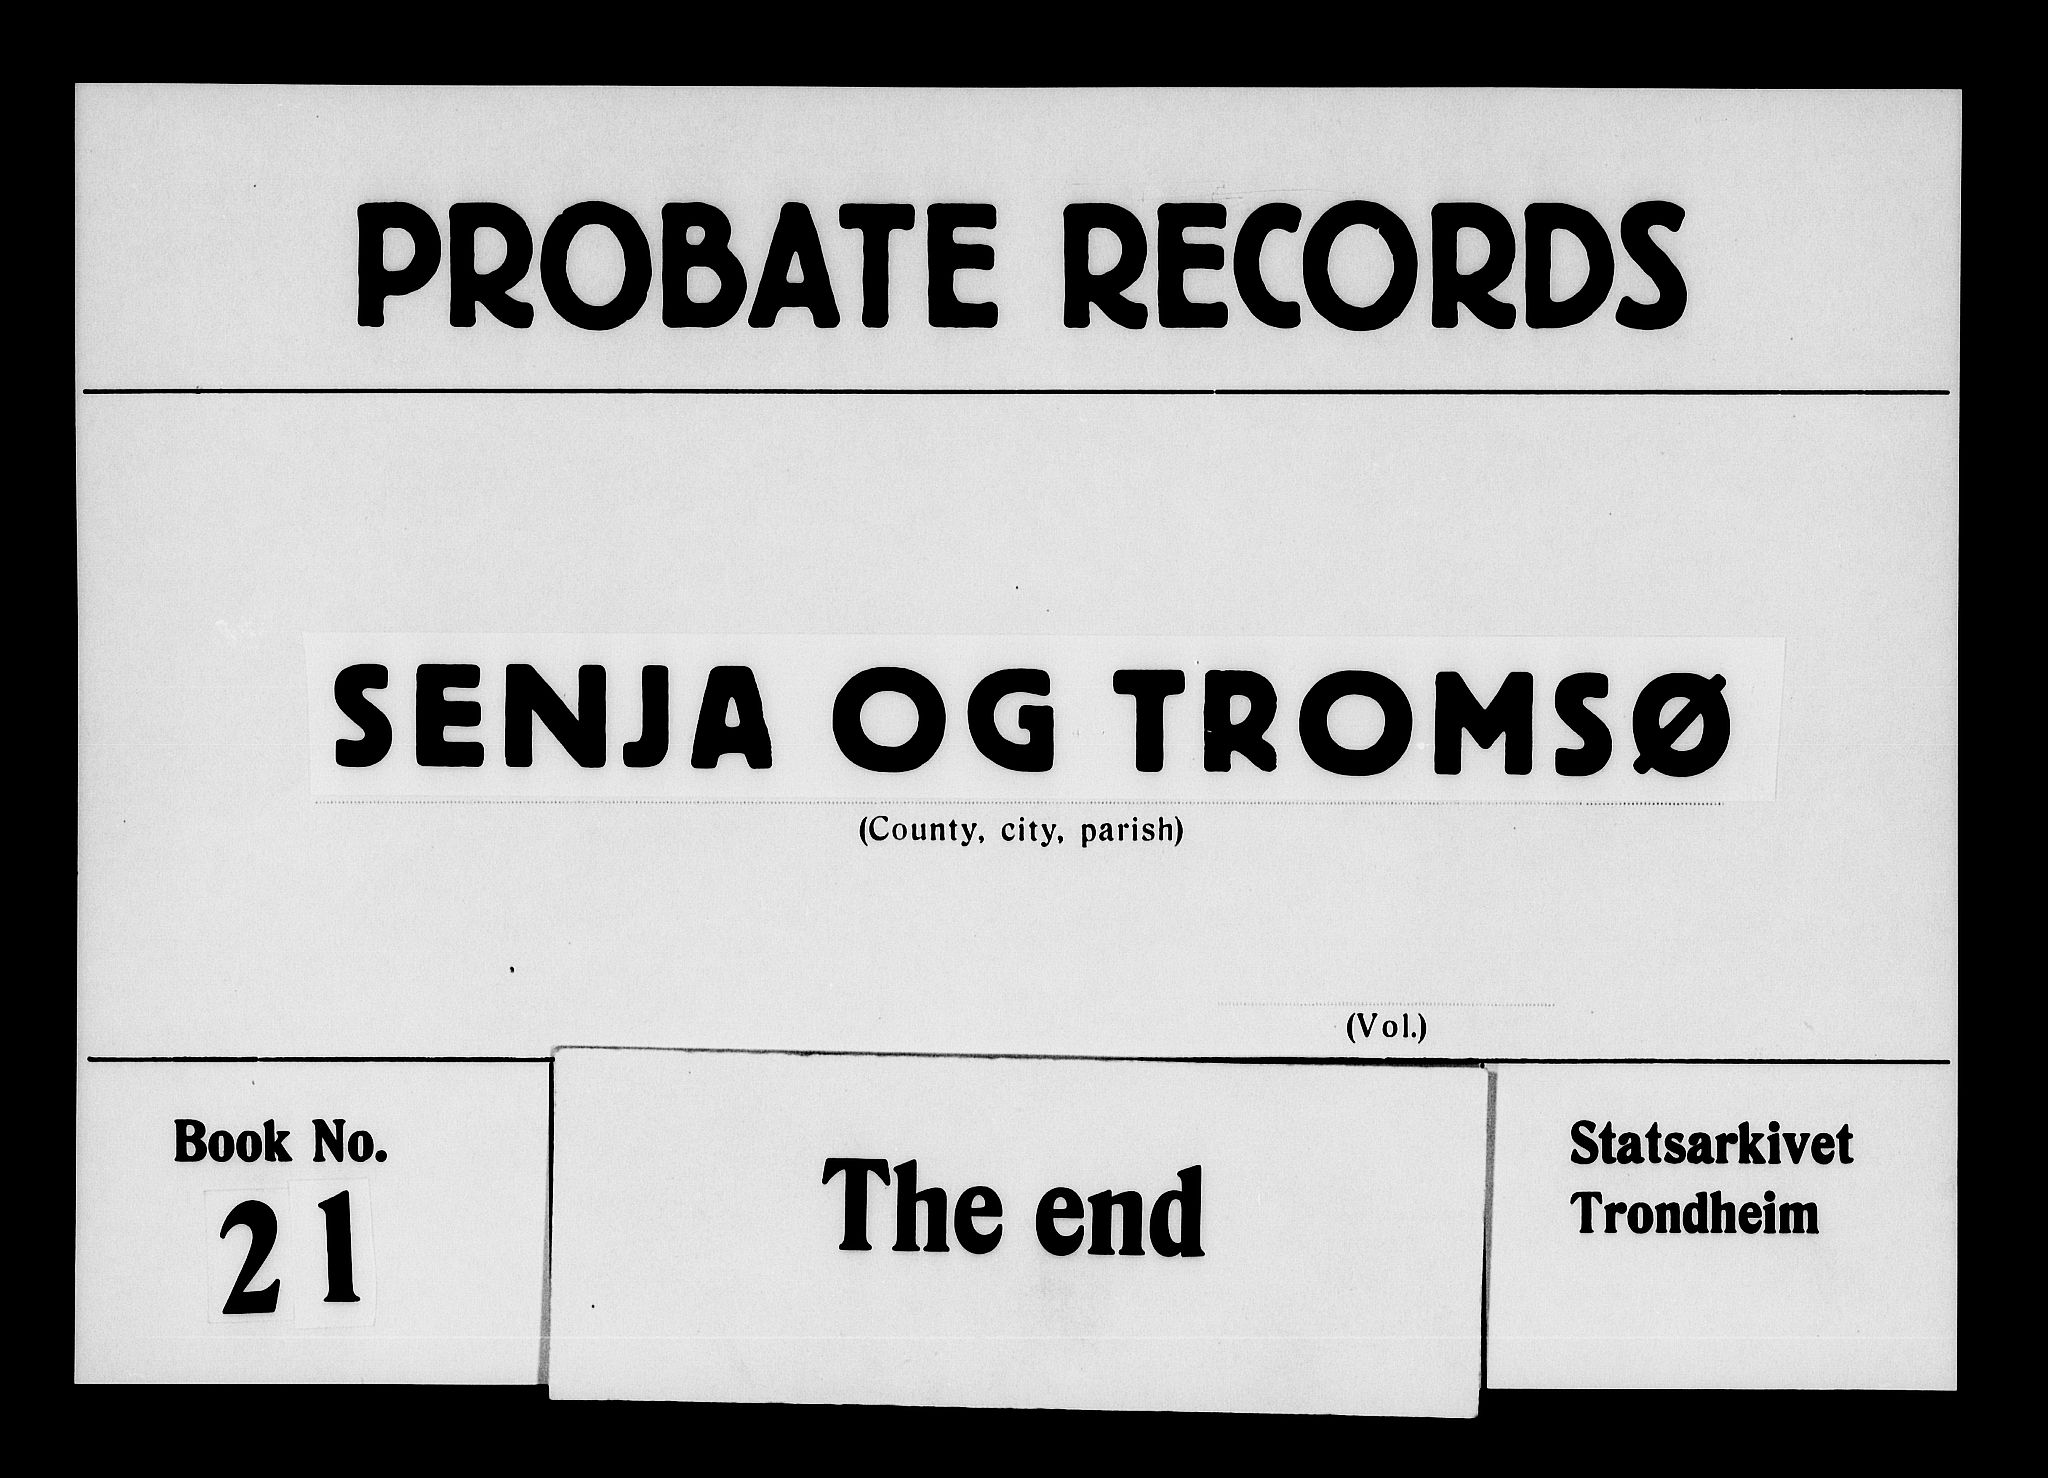 PROBATE RECORDS
SENJA OG TROMSØ
(County, city, parish)
(Vol.)
Book No.
21
The end
Statsarkivet
Trondheim